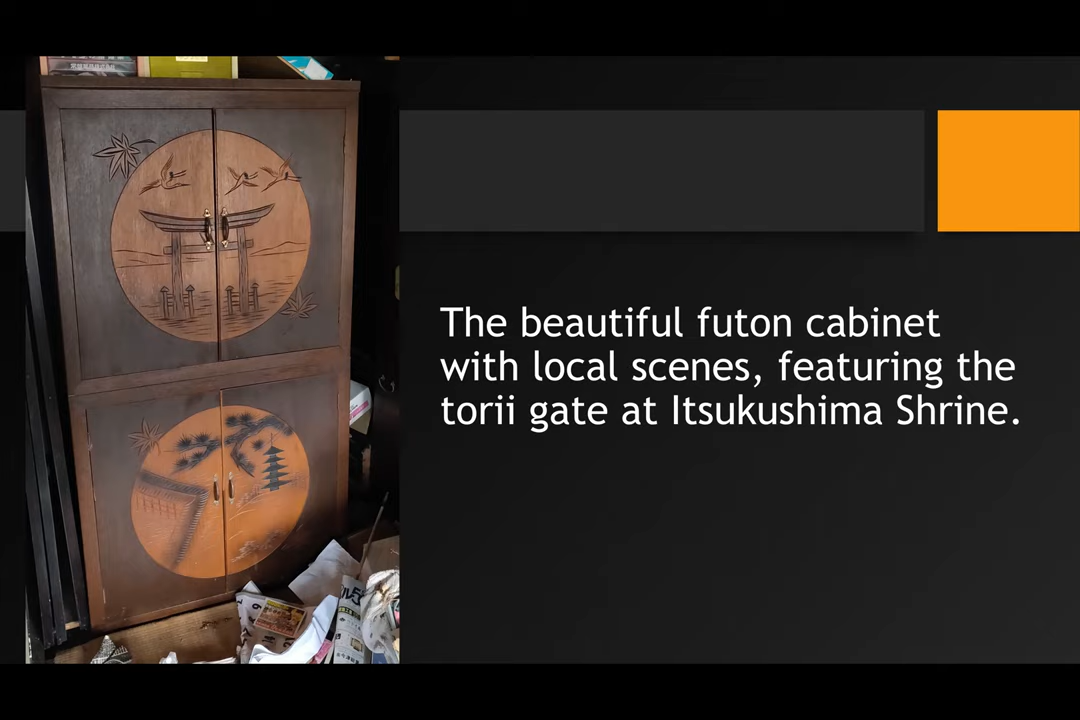 The beautiful futon cabinet
with local scenes, featuring the
torii gate at Itsukushima Shrine.